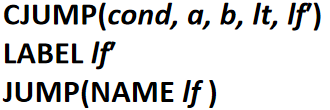 CJUMP(cond, a, b, lt, lf')
LABEL lf'
JUMP(NAME lf )